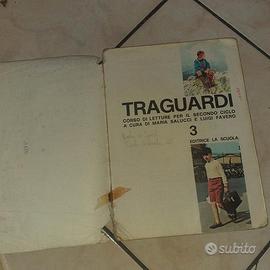 TRAGUARDI
CORSO DI LETTURE PER IL SECONDO CICLO
A CURA DI MARIA SALUCCI E LUIGI FAVERO
3
EDITRICE LA SCUOLA
subito